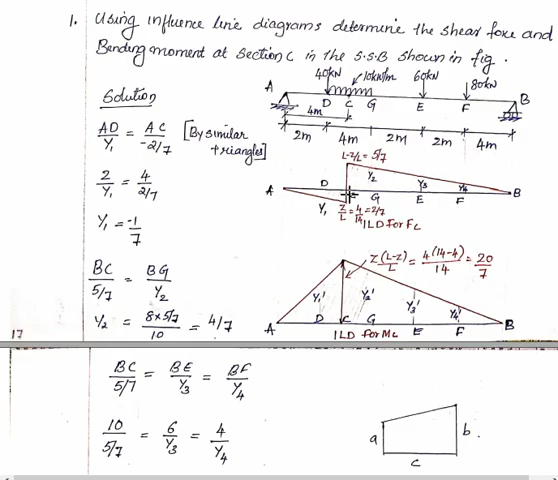 1. Using influence line diagrams determine the shear force and
Bending moment at section C in the S.S.B shown in fig.
Solution
40kN
10kN/m
60kN
80kN
A
B
D C G E F
4m
2m 4m 2m 2m 4m
AD/Y₁ = AC/-2/7 [By similar
triangles]
2/Y₁ = 4/2/7
Y₁ = -1/7
L-z/L = 5/7
A D G E F B
Y₂ Y₃ Y₄
Y₁ z/L = 4/14 = 2/7
ILD for Fc
BC/5/7 = BG/Y₂
Y₂ = 8×5/7/10 = 4/7
z(L-z)/L = 4(14-4)/14 = 20/7
Y₁' Y₂' Y₃' Y₄'
A D C G E F B
ILD for Mc
17
BC/5/7 = BE/Y₃ = BF/Y₄
10/5/7 = 6/Y₃ = 4/Y₄
a b.
c